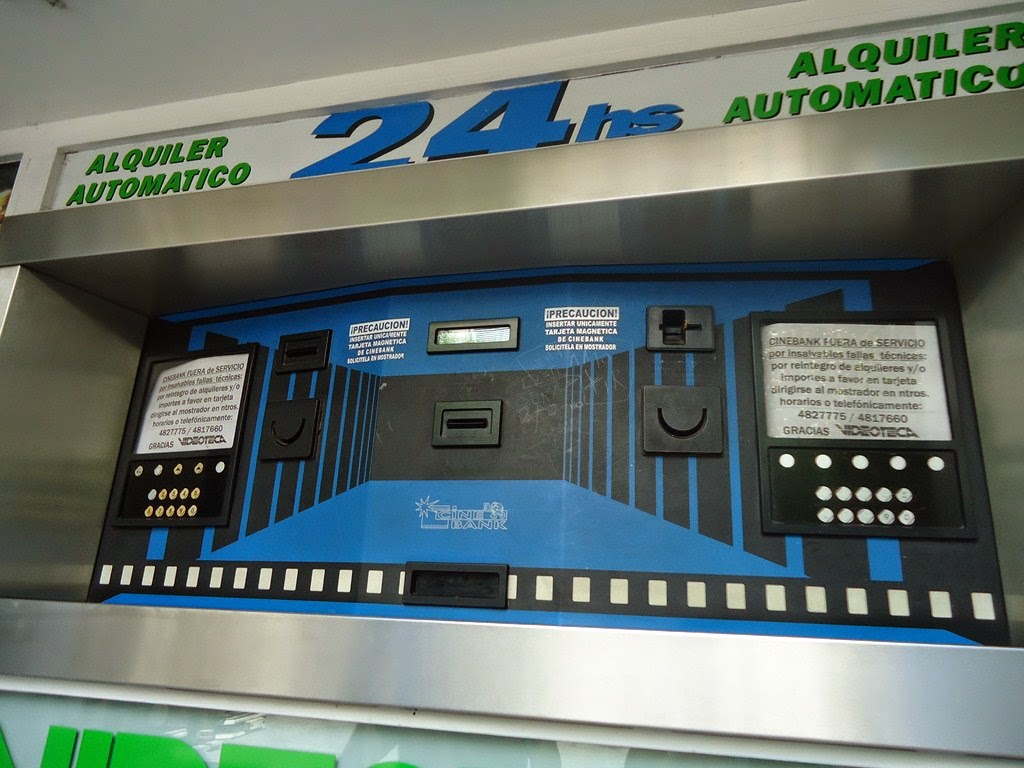 ALQUILER
AUTOMATICO
24hs
ALQUILER
AUTOMATICO
¡PRECAUCION!
INSERTAR UNICAMENTE
TARJETA MAGNETICA
DE CINEBANK
SOLICITELA EN MOSTRADOR
¡PRECAUCION!
INSERTAR UNICAMENTE
TARJETA MAGNETICA
DE CINEBANK
SOLICITELA EN MOSTRADOR
CINEBANK FUERA de SERVICIO
por insalvables fallas técnicas:
por reintegro de alquileres y/o
importes a favor en tarjeta
dirigirse al mostrador en ntros.
horarios o telefónicamente:
4827775 / 4817660
GRACIAS VIDEOTECA
CINEBANK FUERA de SERVICIO
por insalvables fallas técnicas:
por reintegro de alquileres y/o
importes a favor en tarjeta
dirigirse al mostrador en ntros.
horarios o telefónicamente:
4827775 / 4817660
GRACIAS VIDEOTECA
CINE
BANK